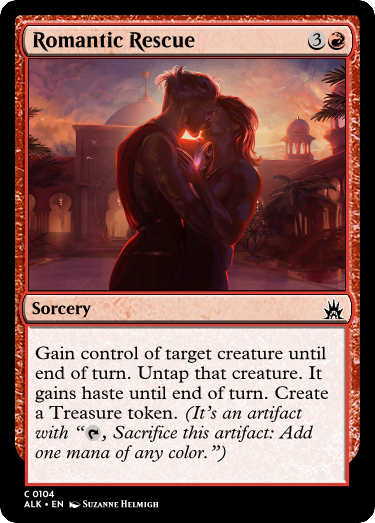 Romantic Rescue 3
Sorcery
Gain control of target creature until
end of turn. Untap that creature. It
gains haste until end of turn. Create
a Treasure token. (It's an artifact
with “, Sacrifice this artifact: Add
one mana of any color.”)
C 0104
ALK • EN Suzanne Helmigh